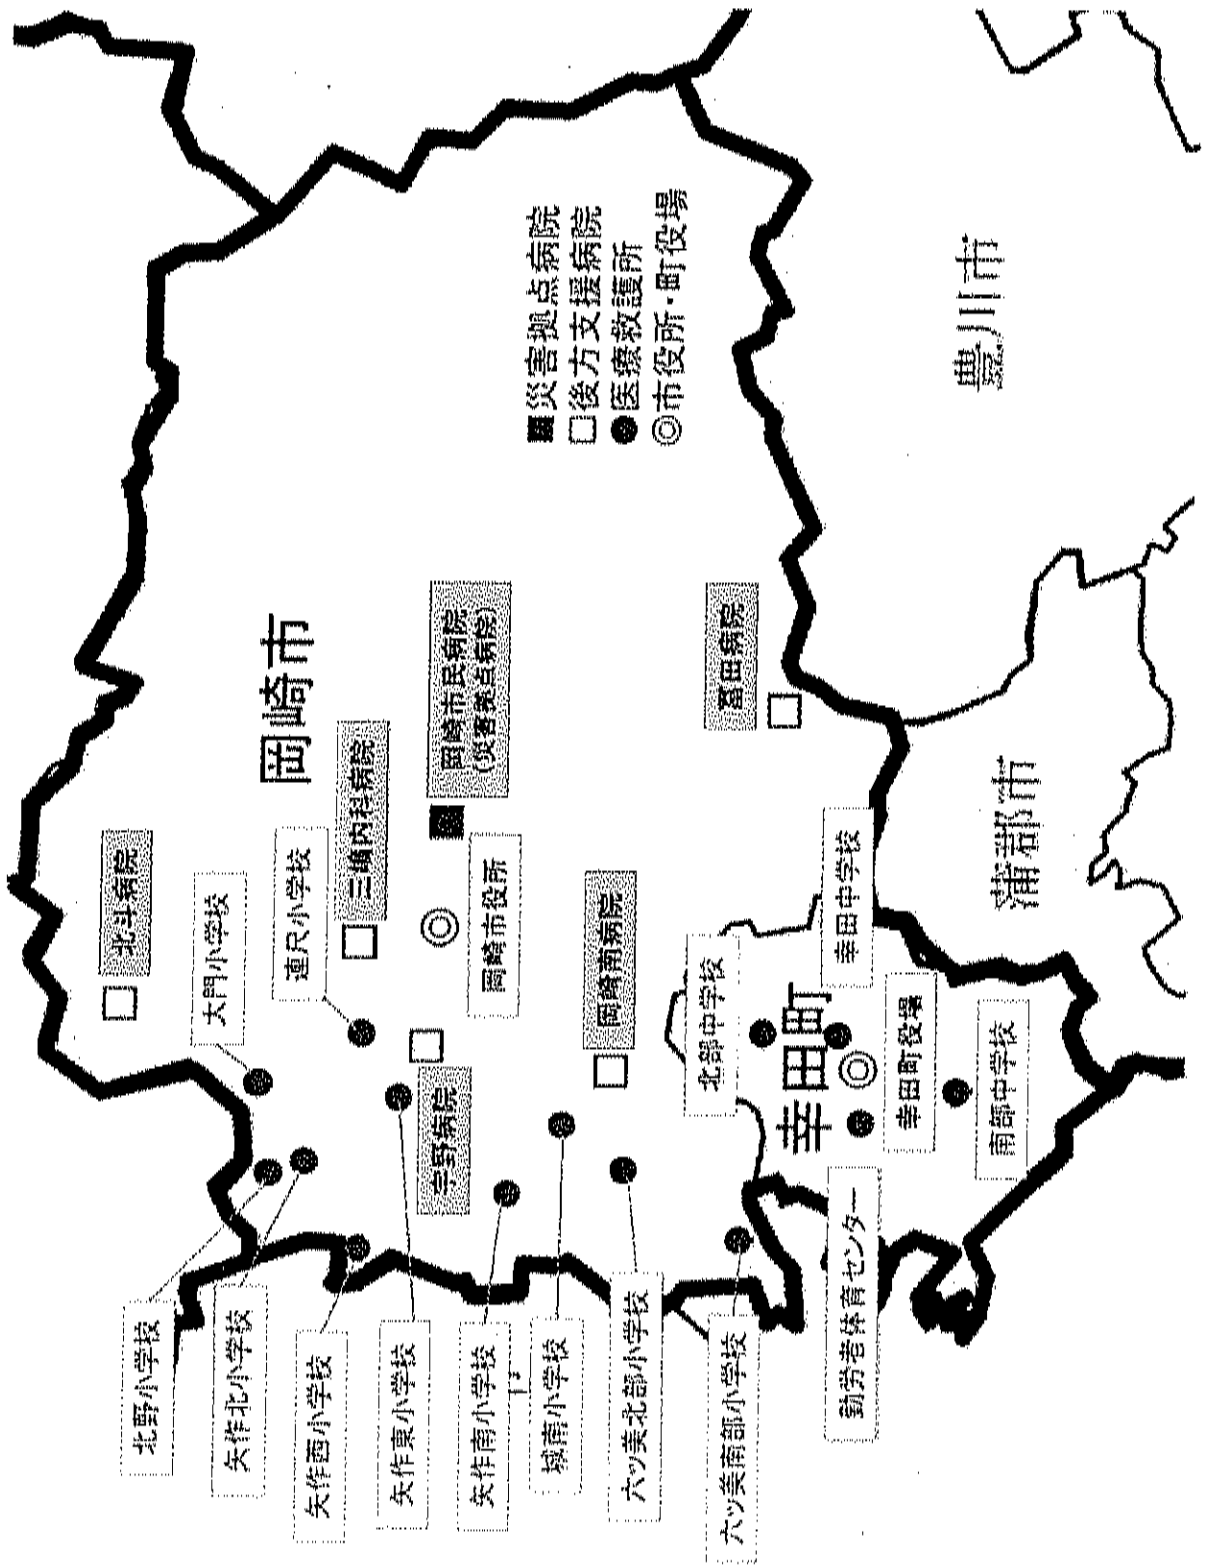 北斗病院
大門小学校
連尺小学校
三嶋内科病院
岡崎市
岡崎市民病院
(災害拠点病院)
岡崎市役所
宇野病院
岡崎南病院
冨田病院
■災害拠点病院
□後方支援病院
●医療救護所
◎市役所・町役場
北野小学校
矢作北小学校
矢作西小学校
矢作東小学校
矢作南小学校
城南小学校
六ツ美北部小学校
六ツ美南部小学校
北部中学校
幸田町
幸田中学校
幸田町役場
南部中学校
勤労者体育センター
蒲郡市
豊川市